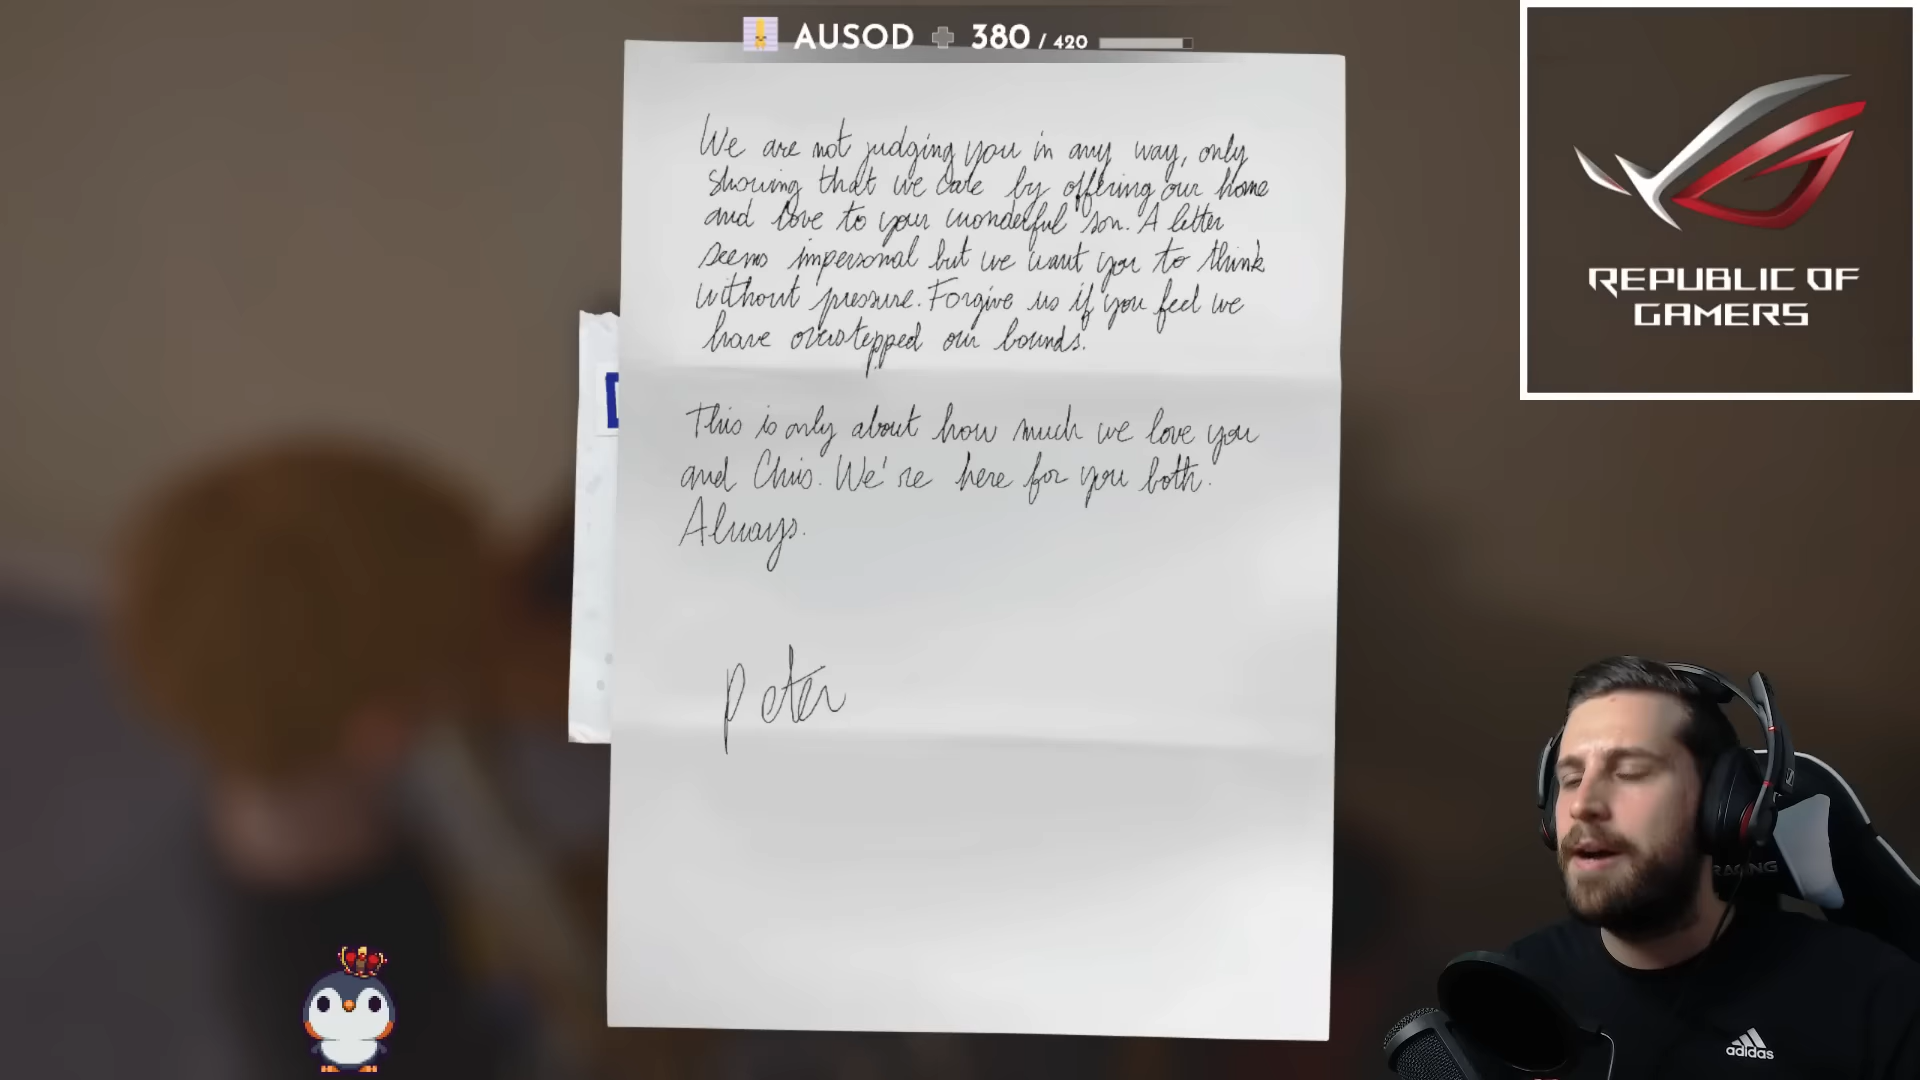 AUSOD 380 / 420
We are not judging you in any way, only
showing that we care by offering our home
and love to your wonderful son. A letter
seems impersonal but we want you to think
without pressure. Forgive us if you feel we
have overstepped our bounds.
This is only about how much we love you
and Chris. We're here for you both.
Always.
Peter
REPUBLIC OF
GAMERS
RACING
adidas